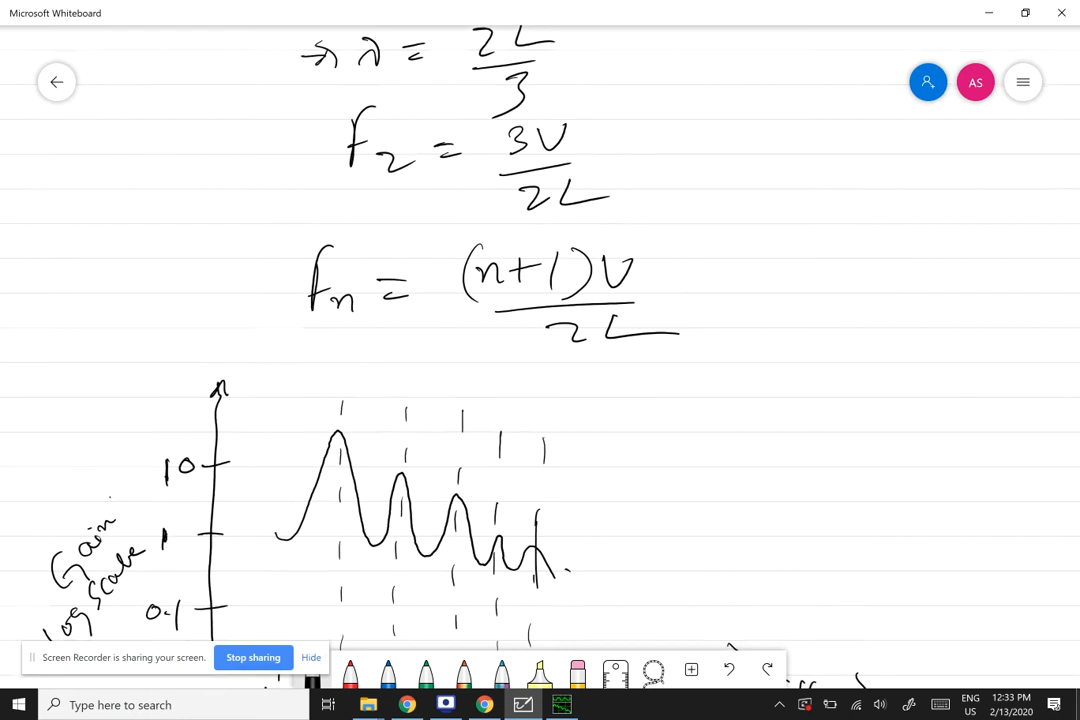 Microsoft Whiteboard
→ λ = 2L/3
AS
f₂ = 3V/2L
fₙ = (n+1)V/2L
10
1
Gain
log scale
0.1
Screen Recorder is sharing your screen.
Stop sharing
Hide
Type here to search
ENG
US
12:33 PM
2/13/2020